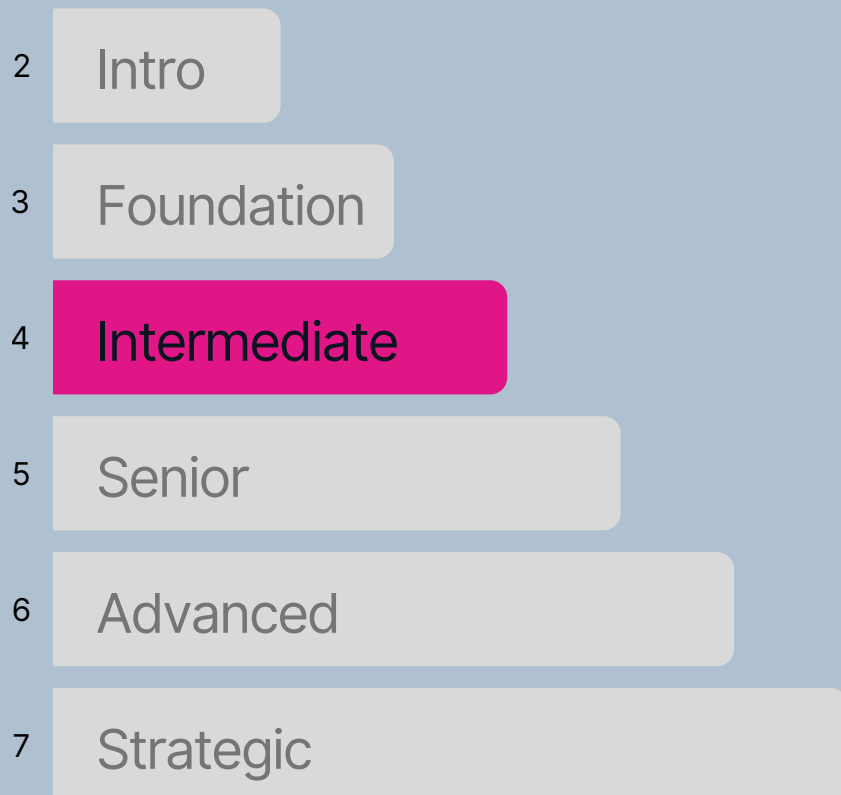 2 Intro
3 Foundation
4 Intermediate
5 Senior
6 Advanced
7 Strategic